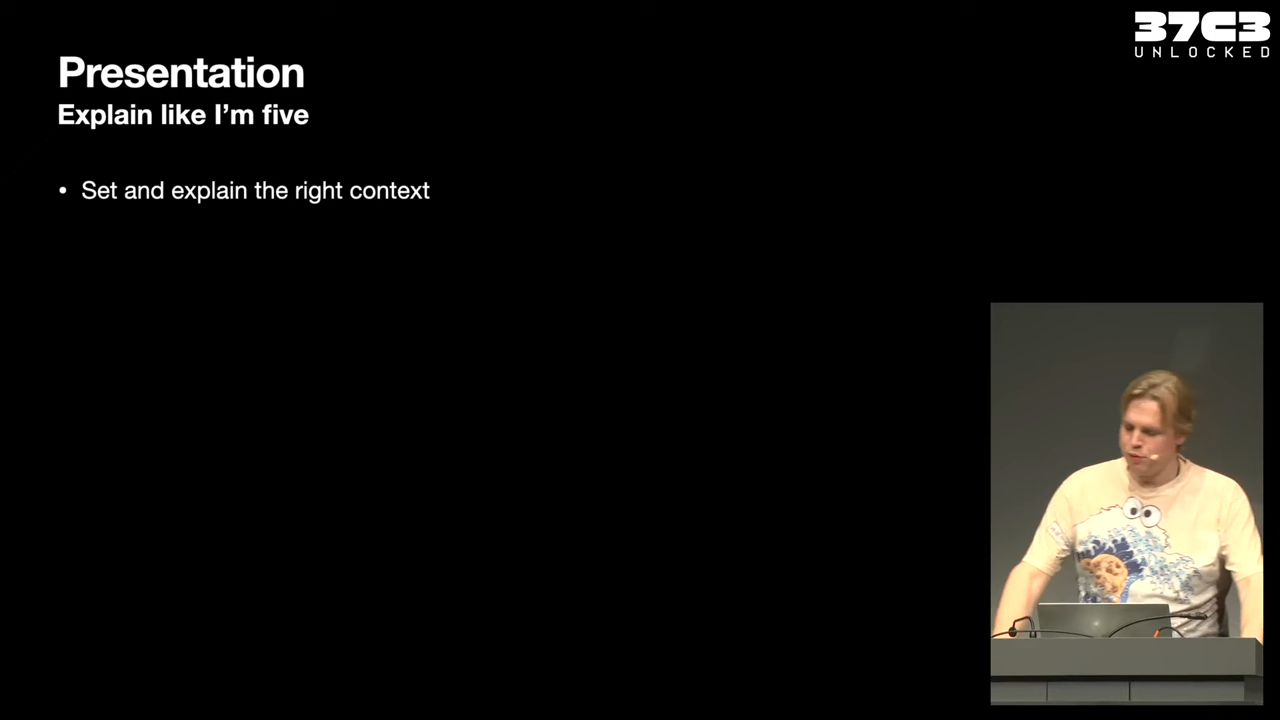 37C3
UNLOCKED
Presentation
Explain like I'm five
• Set and explain the right context